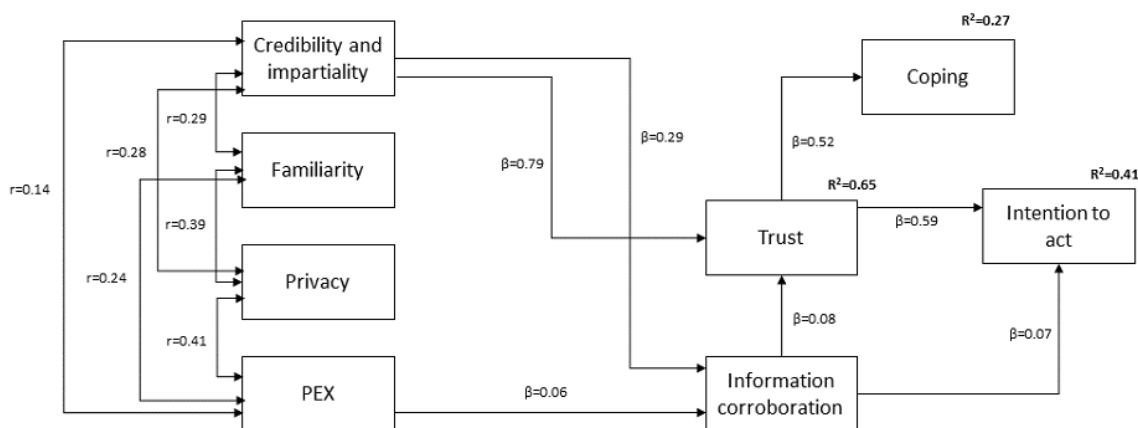 R²=0.27
Credibility and
impartiality
Coping
r=0.29
β=0.52
r=0.28
β=0.29
Familiarity
β=0.79
r=0.14
R²=0.65
R²=0.41
Intention to
act
β=0.59
r=0.39
Trust
r=0.24
Privacy
β=0.08
β=0.07
r=0.41
PEX
β=0.06
Information
corroboration